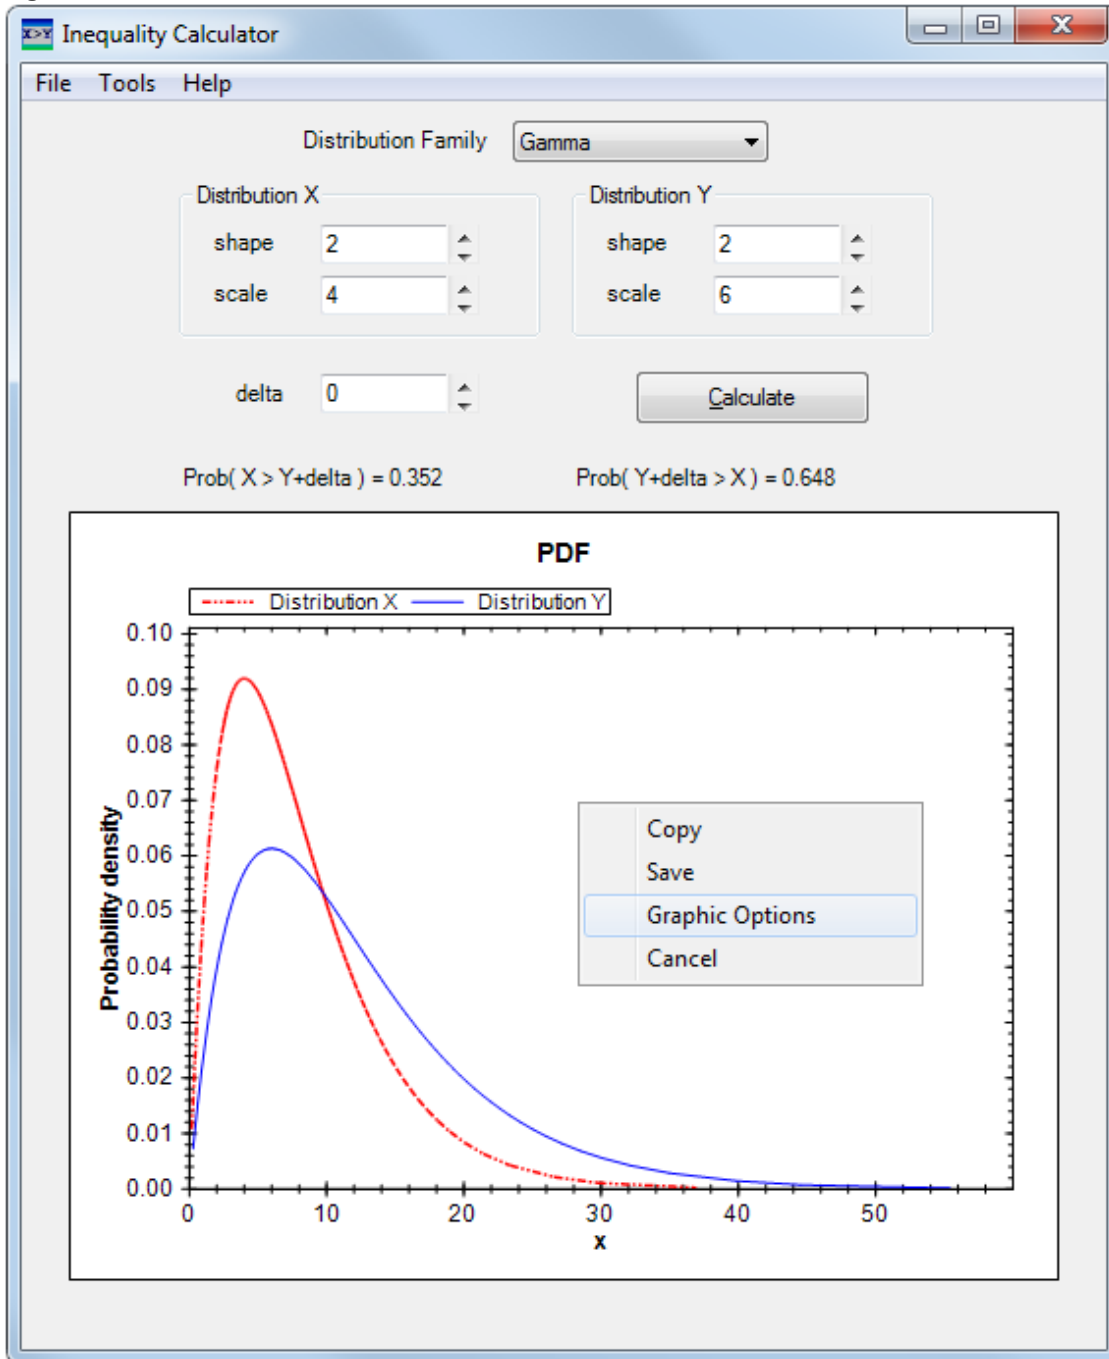 X>Y Inequality Calculator
File Tools Help
Distribution Family Gamma
Distribution X Distribution Y
shape 2 shape 2
scale 4 scale 6
delta 0 Calculate
Prob( X > Y+delta ) = 0.352 Prob( Y+delta > X ) = 0.648
PDF
Distribution X Distribution Y
0.10
0.09
0.08
0.07
0.06
0.05
0.04
0.03
0.02
0.01
0.00
Probability density
Copy
Save
Graphic Options
Cancel
0 10 20 30 40 50
x